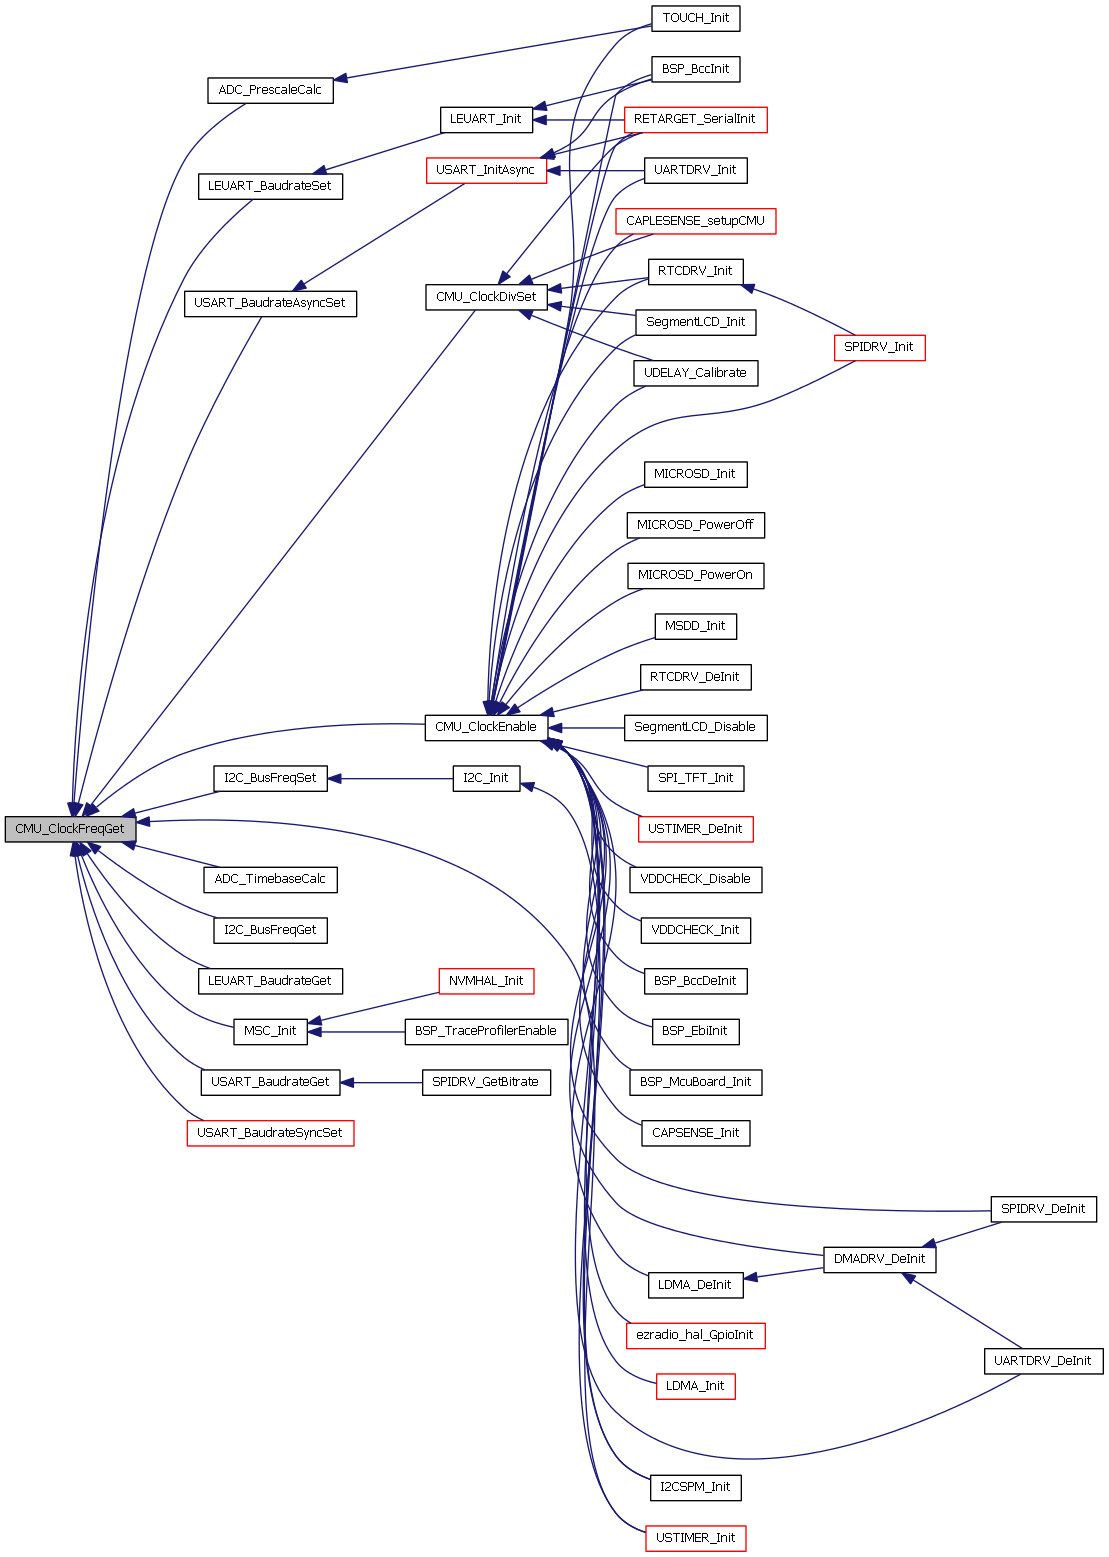 TOUCH_Init
BSP_BccInit
ADC_PrescaleCalc
LEUART_Init
RETARGET_SerialInit
USART_InitAsync
UARTDRV_Init
LEUART_BaudrateSet
CAPLESENSE_setupCMU
RTCDRV_Init
CMU_ClockDivSet
USART_BaudrateAsyncSet
SegmentLCD_Init
SPIDRV_Init
UDELAY_Calibrate
MICROSD_Init
MICROSD_PowerOff
MICROSD_PowerOn
MSDD_Init
RTCDRV_DeInit
CMU_ClockEnable
SegmentLCD_Disable
I2C_BusFreqSet
I2C_Init
SPI_TFT_Init
CMU_ClockFreqGet
USTIMER_DeInit
ADC_TimebaseCalc
VDDCHECK_Disable
I2C_BusFreqGet
VDDCHECK_Init
LEUART_BaudrateGet
NVMHAL_Init
BSP_BccDeInit
MSC_Init
BSP_TraceProfilerEnable
BSP_EbiInit
USART_BaudrateGet
SPIDRV_GetBitrate
BSP_McuBoard_Init
USART_BaudrateSyncSet
CAPSENSE_Init
SPIDRV_DeInit
DMADRV_DeInit
LDMA_DeInit
ezradio_hal_GpioInit
UARTDRV_DeInit
LDMA_Init
I2CSPM_Init
USTIMER_Init